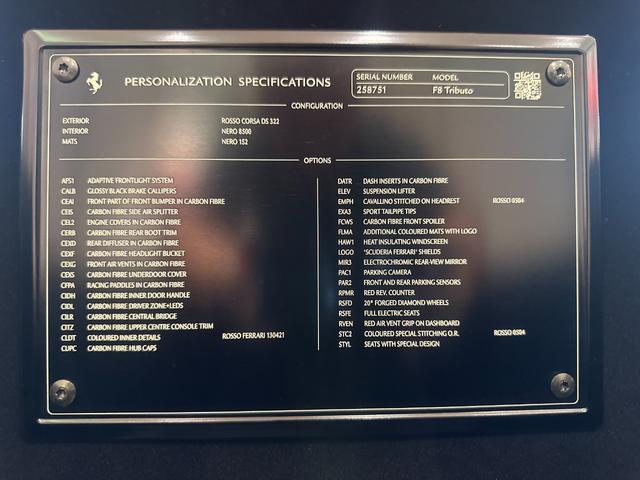 PERSONALIZATION SPECIFICATIONS
SERIAL NUMBER MODEL
258751 F8 Tributo
CONFIGURATION
EXTERIOR ROSSO CORSA DS 322
INTERIOR NERO 8500
MATS NERO 152
OPTIONS
AFS1 ADAPTIVE FRONTLIGHT SYSTEM
CALB GLOSSY BLACK BRAKE CALLIPERS
CEA1 FRONT PART OF FRONT BUMPER IN CARBON FIBRE
CEIS CARBON FIBRE SIDE AIR SPLITTER
CEL2 ENGINE COVERS IN CARBON FIBRE
CERB CARBON FIBRE REAR BOOT TRIM
CEXD REAR DIFFUSER IN CARBON FIBRE
CEXF CARBON FIBRE HEADLIGHT BUCKET
CEXG FRONT AIR VENTS IN CARBON FIBRE
CEXS CARBON FIBRE UNDERDOOR COVER
CFPA RACING PADDLES IN CARBON FIBRE
CIDH CARBON FIBRE INNER DOOR HANDLE
CIDL CARBON FIBRE DRIVER ZONE+LEDS
CILR CARBON FIBRE CENTRAL BRIDGE
CITZ CARBON FIBRE UPPER CENTRE CONSOLE TRIM
CLDT COLOURED INNER DETAILS ROSSO FERRARI 130421
CUPC CARBON FIBRE HUB CAPS
DATR DASH INSERTS IN CARBON FIBRE
ELEV SUSPENSION LIFTER
EMPH CAVALLINO STITCHED ON HEADREST ROSSO 0504
EXA3 SPORT TAILPIPE TIPS
FCWS CARBON FIBRE FRONT SPOILER
FLMA ADDITIONAL COLOURED MATS WITH LOGO
HAW1 HEAT INSULATING WINDSCREEN
LOGO 'SCUDERIA FERRARI' SHIELDS
MIR3 ELECTROCHROMIC REAR-VIEW MIRROR
PAC1 PARKING CAMERA
PAR2 FRONT AND REAR PARKING SENSORS
RPMR RED REV. COUNTER
RSFD 20" FORGED DIAMOND WHEELS
RSFE FULL ELECTRIC SEATS
RVEN RED AIR VENT GRIP ON DASHBOARD
STC2 COLOURED SPECIAL STITCHING O.R. ROSSO 0504
STYL SEATS WITH SPECIAL DESIGN